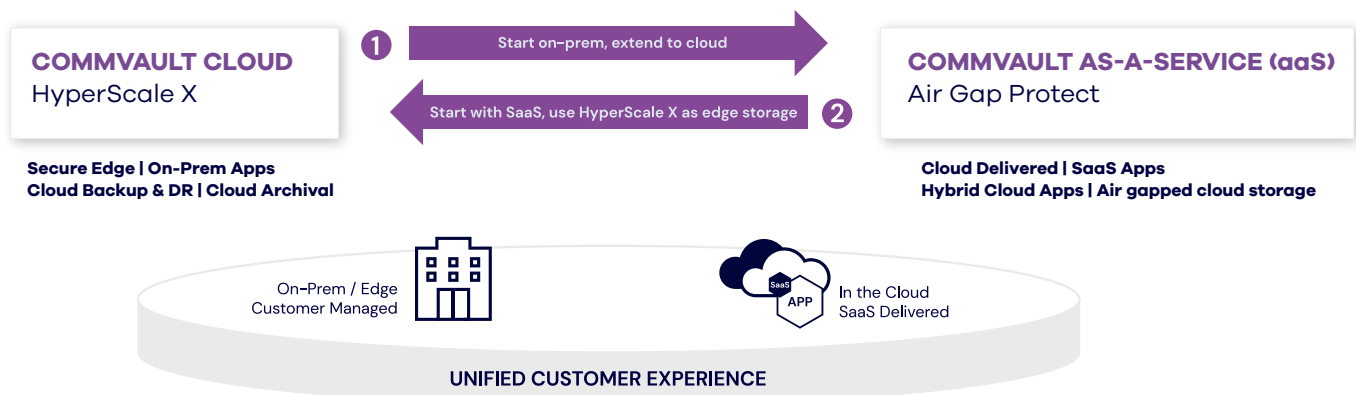 COMMVAULT CLOUD
HyperScale X
1
Start on-prem, extend to cloud
Start with SaaS, use HyperScale X as edge storage
2
COMMVAULT AS-A-SERVICE (aaS)
Air Gap Protect
Secure Edge | On-Prem Apps
Cloud Backup & DR | Cloud Archival
Cloud Delivered | SaaS Apps
Hybrid Cloud Apps | Air gapped cloud storage
On-Prem / Edge
Customer Managed
SaaS
APP
In the Cloud
SaaS Delivered
UNIFIED CUSTOMER EXPERIENCE